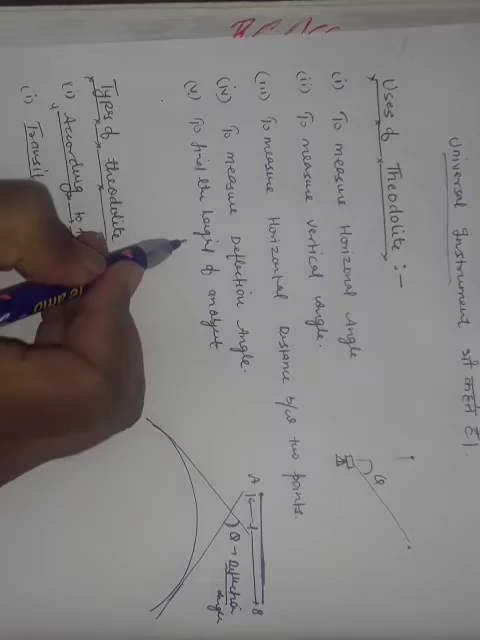 Universal Instrument भी कहते हैं।
Uses of Theodolite :-
(i) To measure Horizonal Angle
(ii) To measure vertical Angle.
(iii) To measure Horizontal Distance b/w two points.
(iv) To measure Deflection Angle.
(v) To find the height of an object
Types of theodolite
(i) According to
(i) Transit
Q
A
B
Q → Deflection
Angle